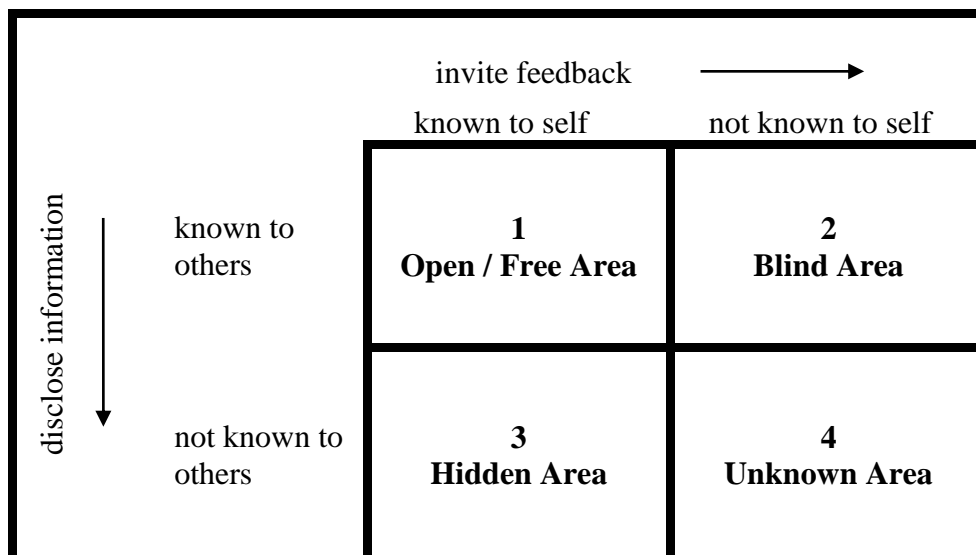 invite feedback
known to self not known to self
disclose information
known to
others
1
Open / Free Area
2
Blind Area
not known to
others
3
Hidden Area
4
Unknown Area